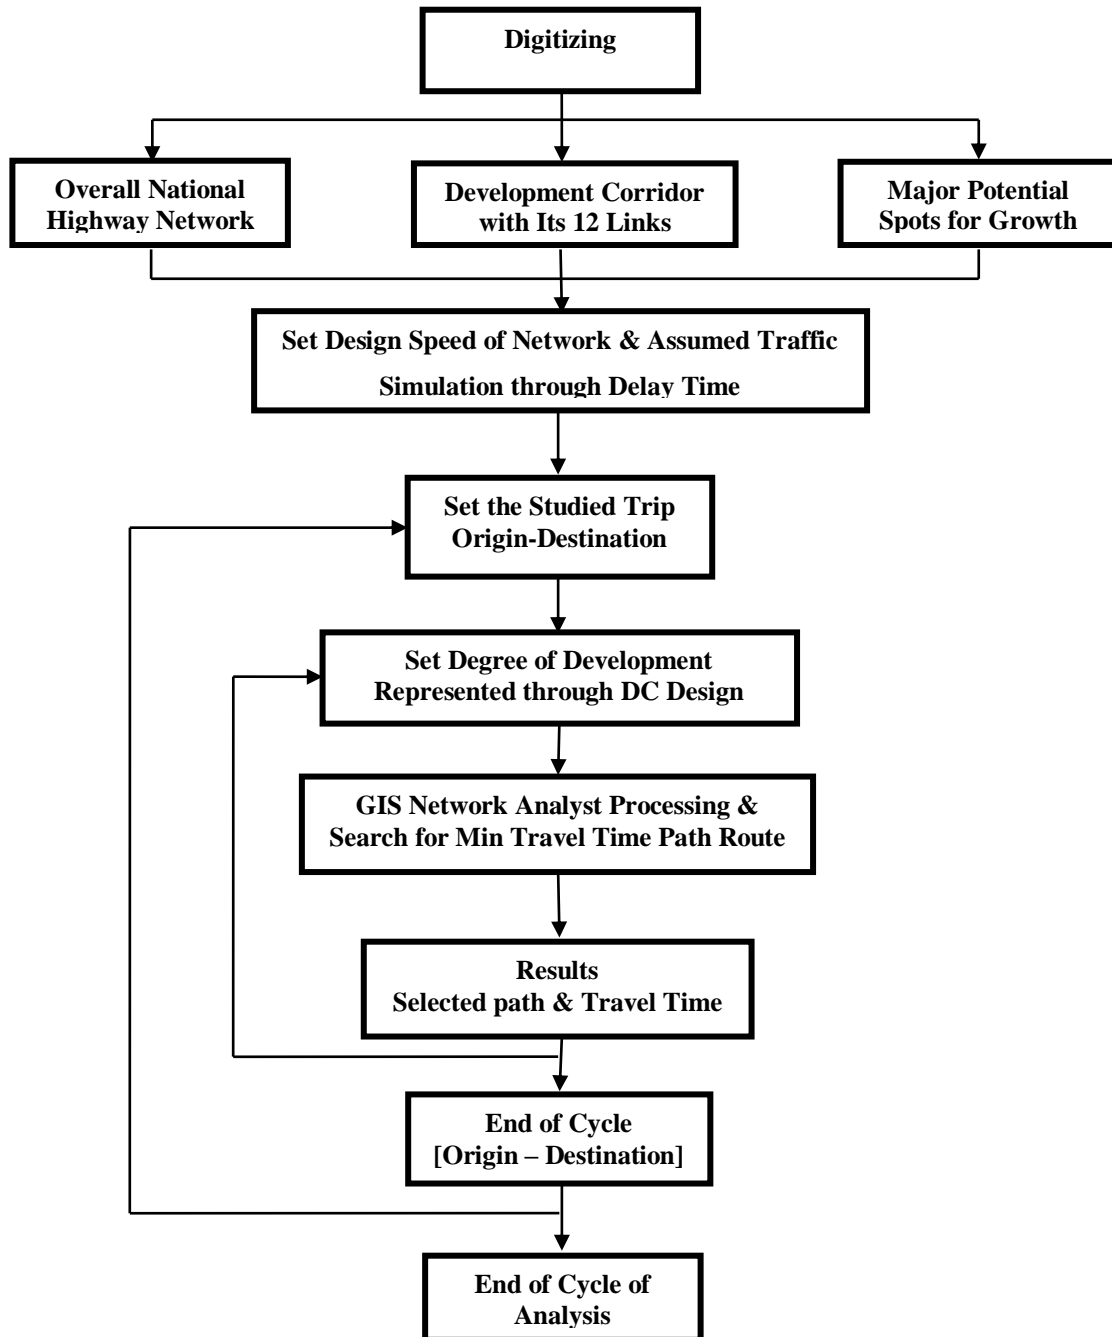 Digitizing
Overall National
Highway Network
Development Corridor
with Its 12 Links
Major Potential
Spots for Growth
Set Design Speed of Network & Assumed Traffic
Simulation through Delay Time
Set the Studied Trip
Origin-Destination
Set Degree of Development
Represented through DC Design
GIS Network Analyst Processing &
Search for Min Travel Time Path Route
Results
Selected path & Travel Time
End of Cycle
[Origin – Destination]
End of Cycle of
Analysis